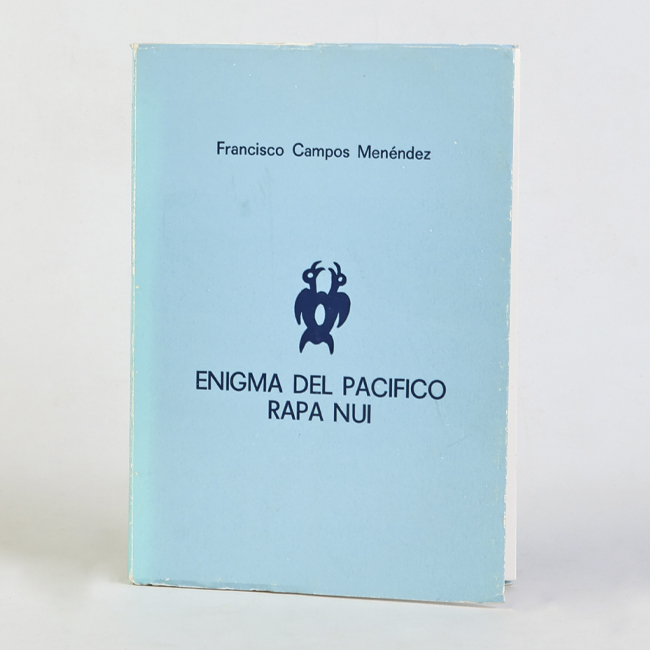 Francisco Campos Menéndez
ENIGMA DEL PACIFICO
RAPA NUI